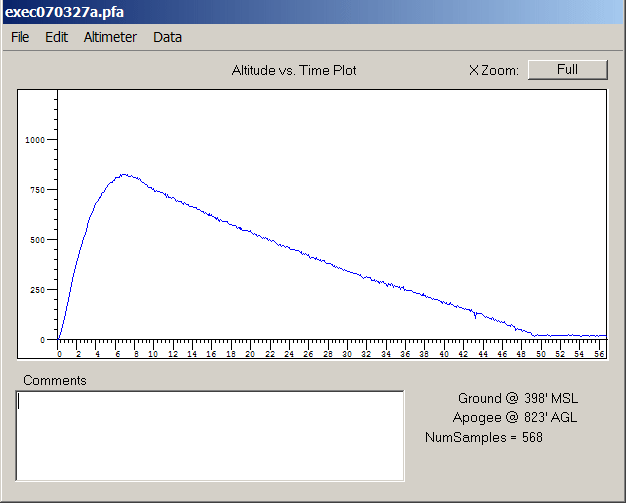 exec070327a.pfa
File Edit Altimeter Data
Altitude vs. Time Plot X Zoom: Full
1000
750
500
250
0
0 2 4 6 8 10 12 14 16 18 20 22 24 26 28 30 32 34 36 38 40 42 44 46 48 50 52 54 56
Comments
Ground @ 398' MSL
Apogee @ 823' AGL
NumSamples = 568